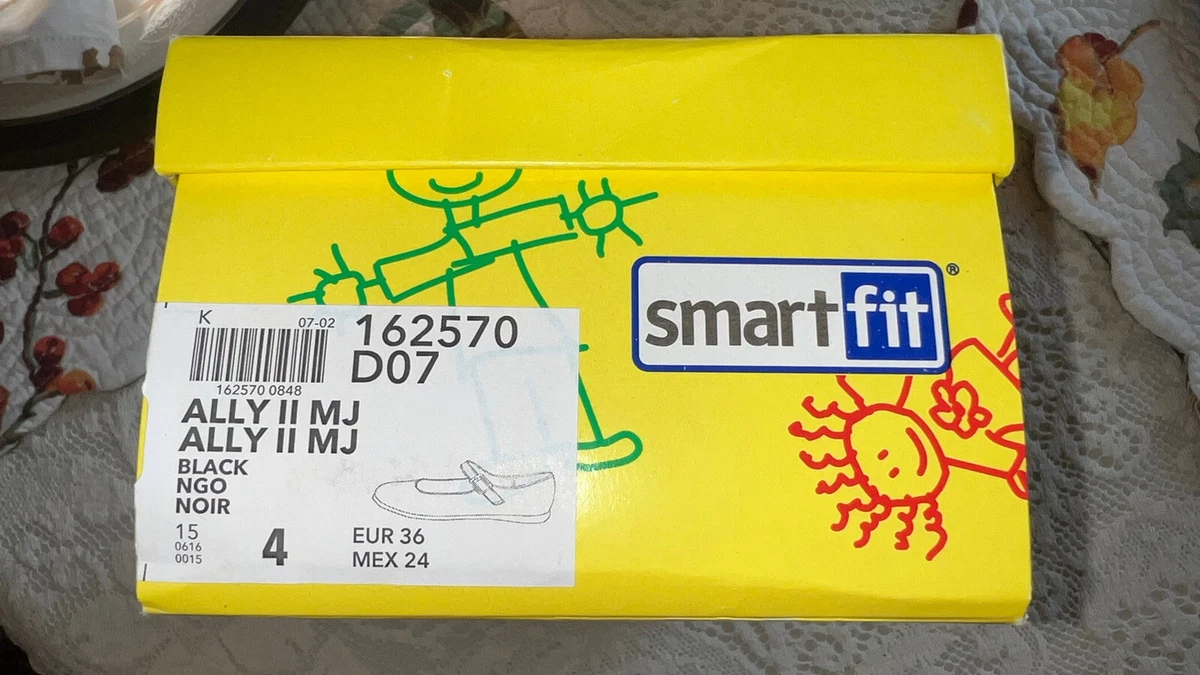 K 07-02
162570
D07
162570 0848
ALLY II MJ
ALLY II MJ
BLACK
NGO
NOIR
15
0616
0015
4
EUR 36
MEX 24
smartfit®